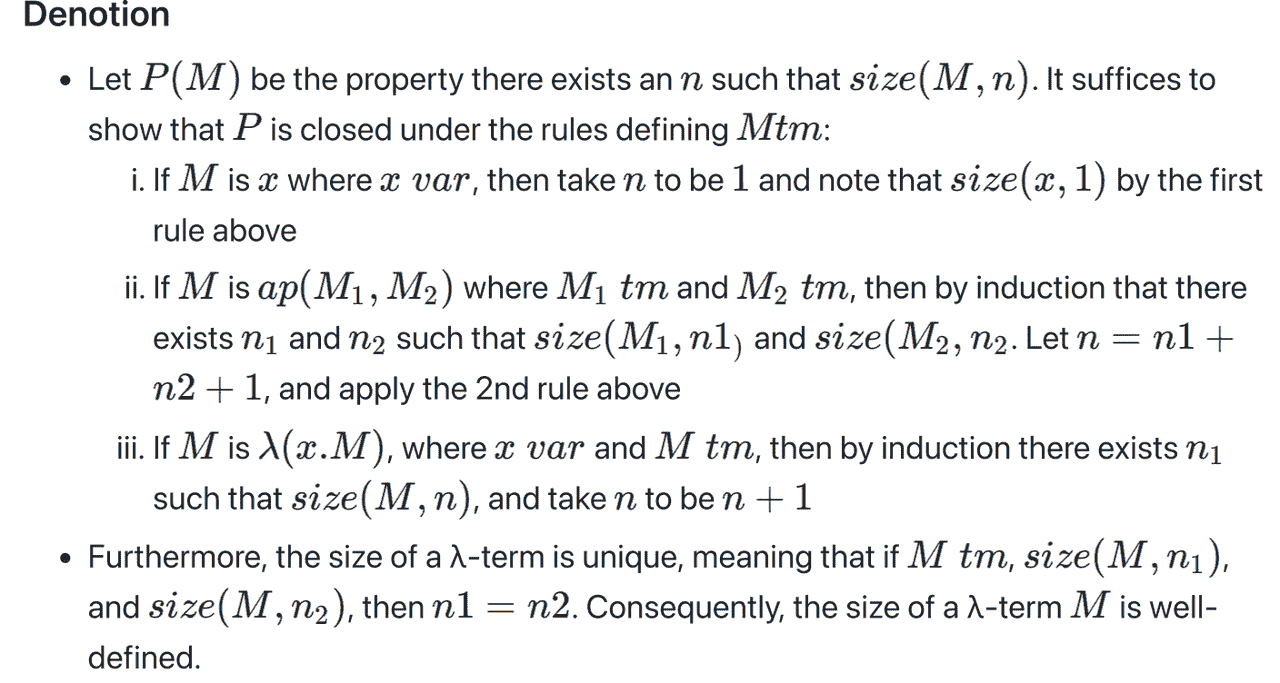 Denotion
• Let P(M) be the property there exists an n such that size(M, n). It suffices to
show that P is closed under the rules defining Mtm:
i. If M is x where x var, then take n to be 1 and note that size(x, 1) by the first
rule above
ii. If M is ap(M₁, M₂) where M₁ tm and M₂ tm, then by induction that there
exists n₁ and n₂ such that size(M₁, n1₎ and size(M₂, n₂. Let n = n1 +
n2 + 1, and apply the 2nd rule above
iii. If M is λ(x.M), where x var and M tm, then by induction there exists n₁
such that size(M, n), and take n to be n + 1
• Furthermore, the size of a λ-term is unique, meaning that if M tm, size(M, n₁),
and size(M, n₂), then n1 = n2. Consequently, the size of a λ-term M is well-
defined.